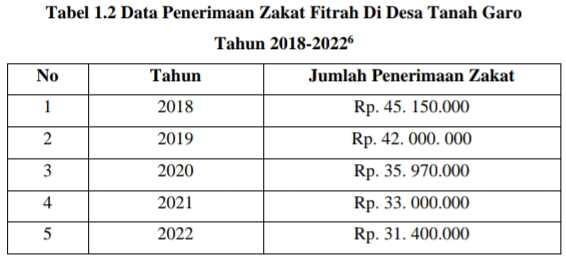 Tabel 1.2 Data Penerimaan Zakat Fitrah Di Desa Tanah Garo
Tahun 2018-2022⁶
No Tahun Jumlah Penerimaan Zakat
1 2018 Rp. 45. 150.000
2 2019 Rp. 42. 000. 000
3 2020 Rp. 35. 970.000
4 2021 Rp. 33. 000.000
5 2022 Rp. 31. 400.000